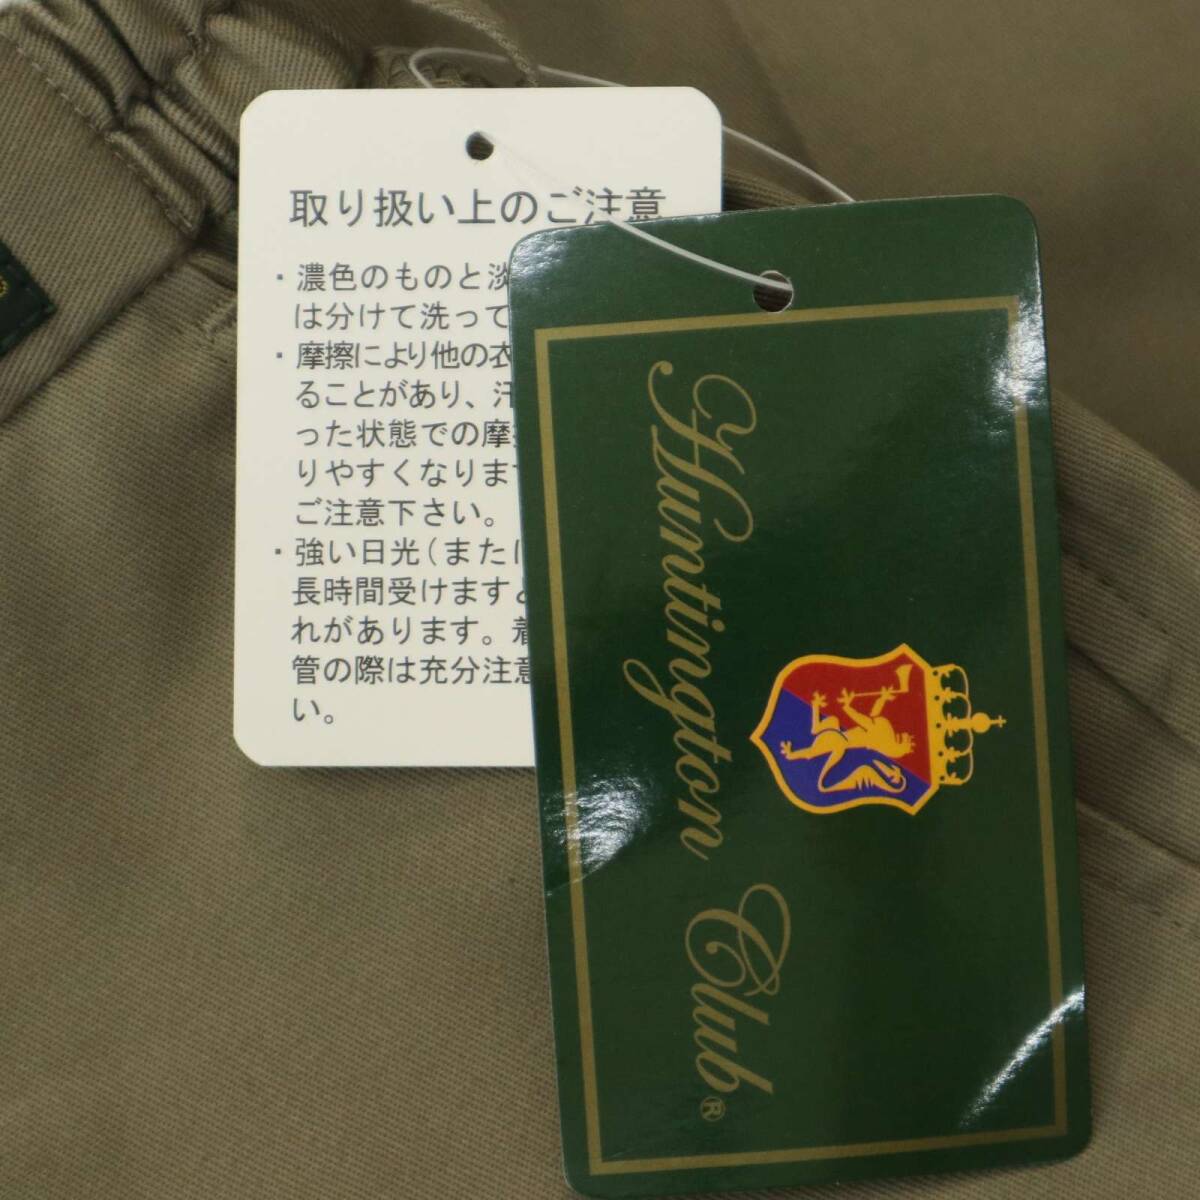 取り扱い上のご注意
・濃色のものと淡
は分けて洗って
・摩擦により他の衣
ることがあり、汗
った状態での摩
りやすくなります
ご注意下さい。
・強い日光(また
長時間受けますと
れがあります。着
管の際は充分注意
い。
Huntington Club®